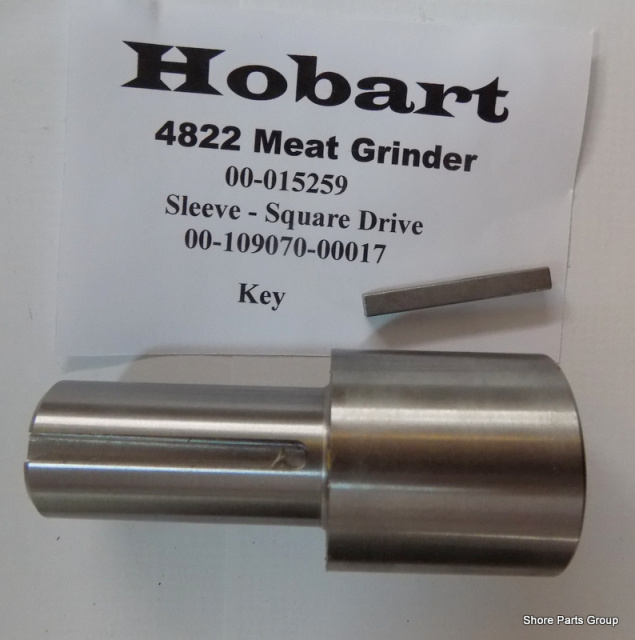 Hobart
4822 Meat Grinder
00-015259
Sleeve - Square Drive
00-109070-00017
Key
Shore Parts Group